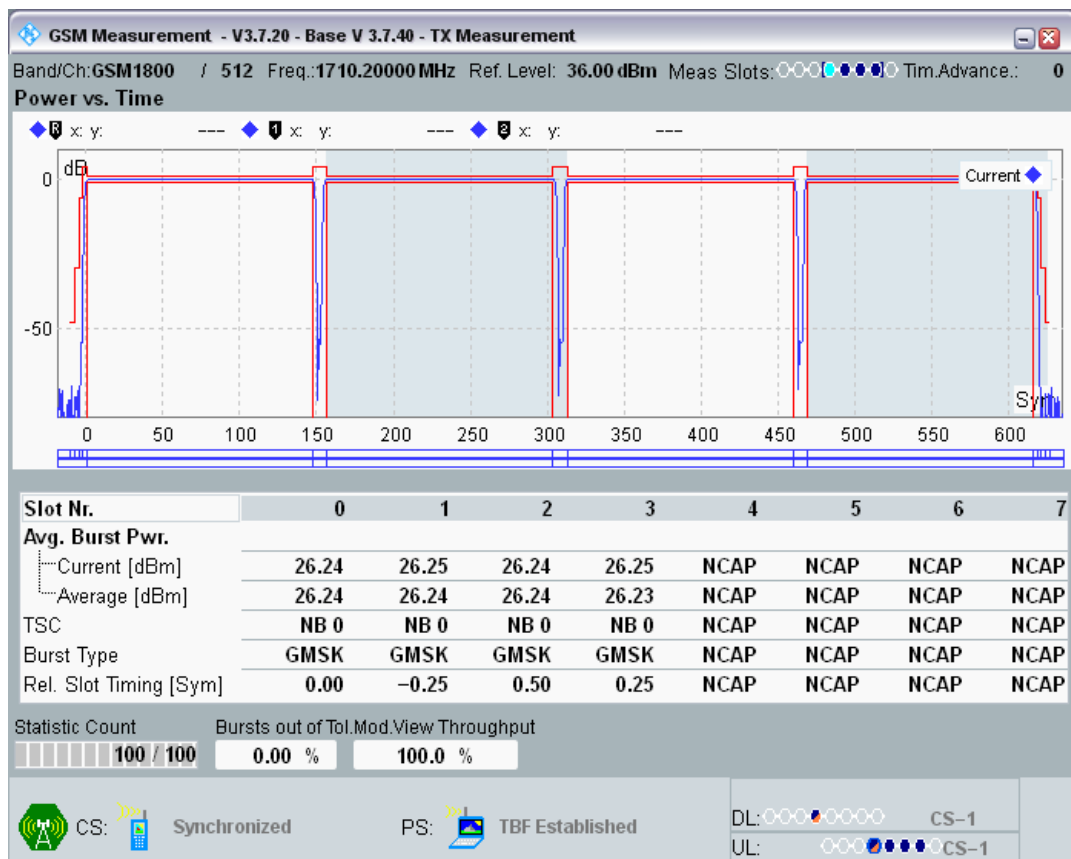 GSM Measurement - V3.7.20 - Base V 3.7.40 - TX Measurement
Band/Ch:GSM1800 / 512 Freq.:1710.20000 MHz Ref. Level: 36.00 dBm Meas Slots: Tim.Advance.: 0
Power vs. Time
R x: y: --- 1 x: y: --- 2 x: y: ---
dB
Current
0
-50
Sym
0 50 100 150 200 250 300 350 400 450 500 550 600
Slot Nr. 0 1 2 3 4 5 6 7
Avg. Burst Pwr.
Current [dBm] 26.24 26.25 26.24 26.25 NCAP NCAP NCAP NCAP
Average [dBm] 26.24 26.24 26.24 26.23 NCAP NCAP NCAP NCAP
TSC NB 0 NB 0 NB 0 NB 0 NCAP NCAP NCAP NCAP
Burst Type GMSK GMSK GMSK GMSK NCAP NCAP NCAP NCAP
Rel. Slot Timing [Sym] 0.00 −0.25 0.50 0.25 NCAP NCAP NCAP NCAP
Statistic Count Bursts out of Tol.Mod.View Throughput
100 / 100 0.00 % 100.0 %
CS: Synchronized PS: TBF Established
DL: CS−1
UL: CS−1